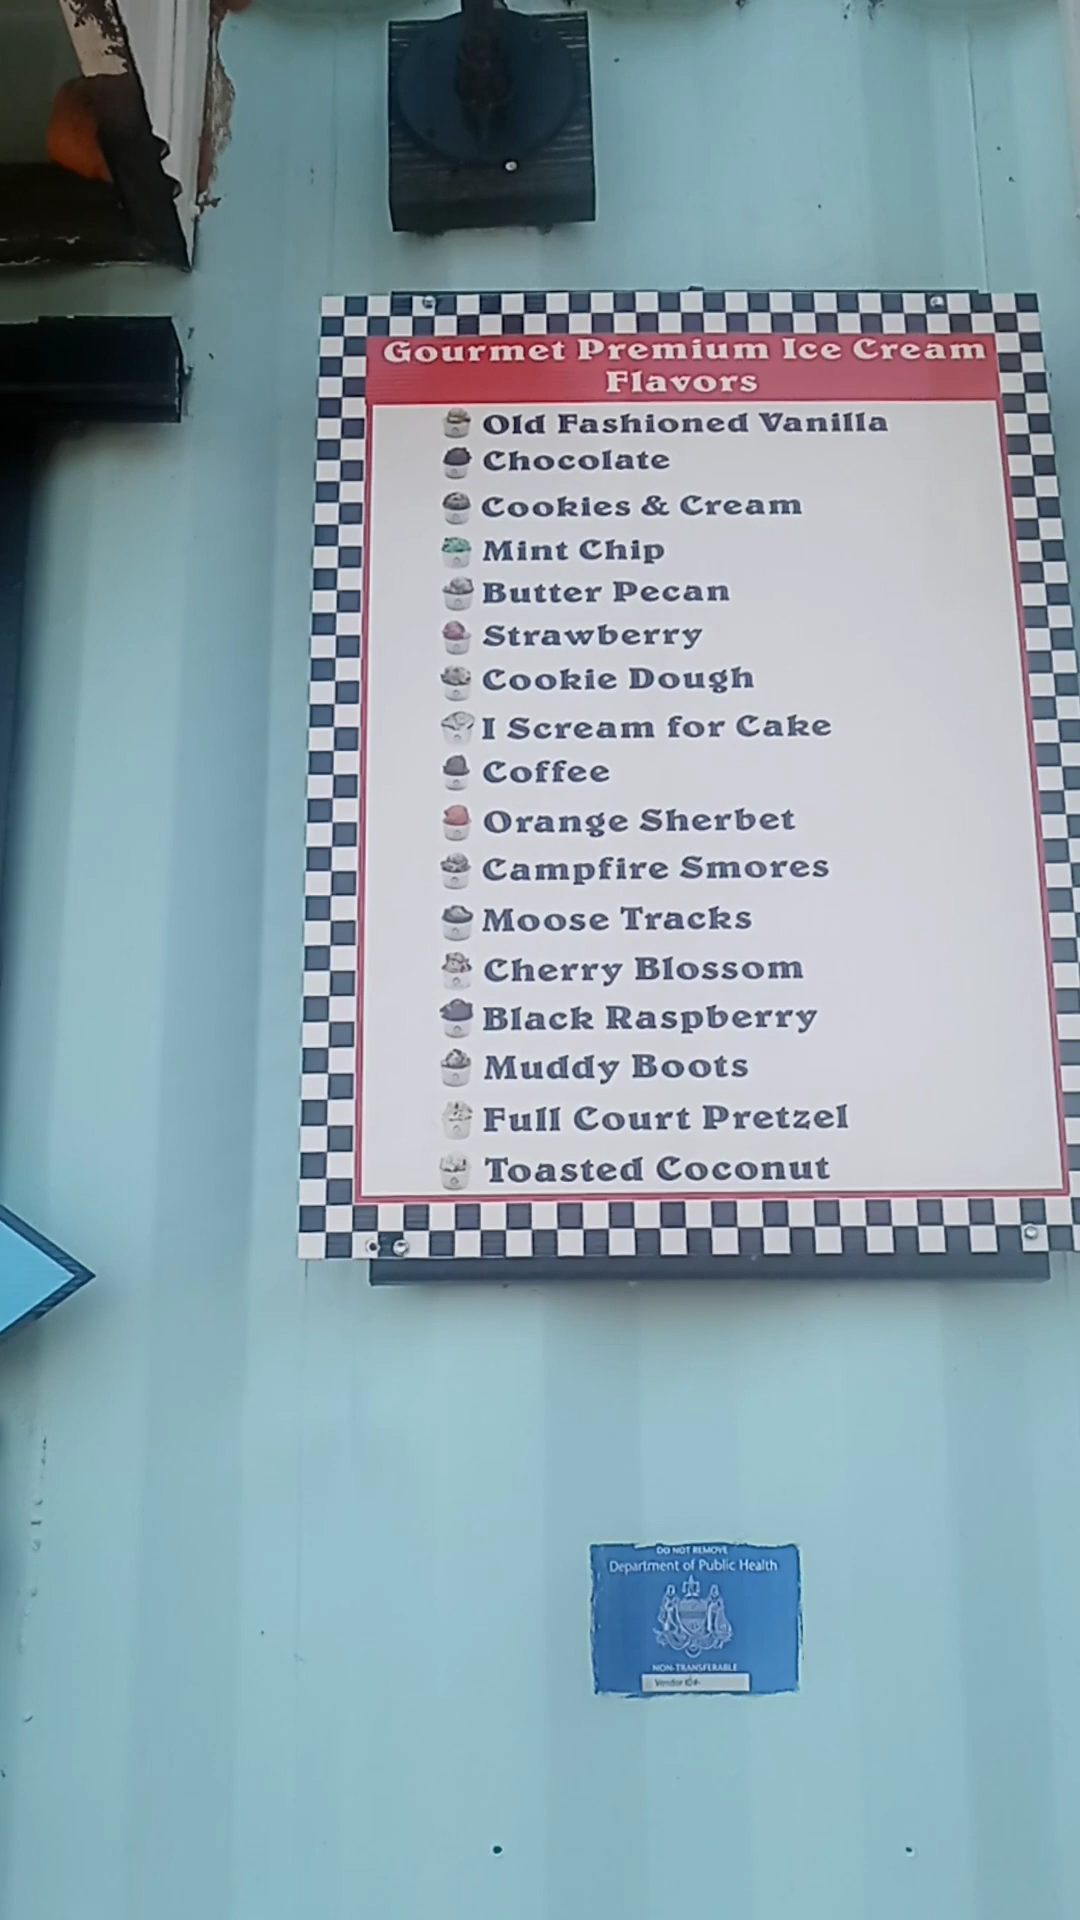 Gourmet Premium Ice Cream
Flavors
Old Fashioned Vanilla
Chocolate
Cookies & Cream
Mint Chip
Butter Pecan
Strawberry
Cookie Dough
I Scream for Cake
Coffee
Orange Sherbet
Campfire Smores
Moose Tracks
Cherry Blossom
Black Raspberry
Muddy Boots
Full Court Pretzel
Toasted Coconut
DO NOT REMOVE
Department of Public Health
NON-TRANSFERABLE
Vendor ID#